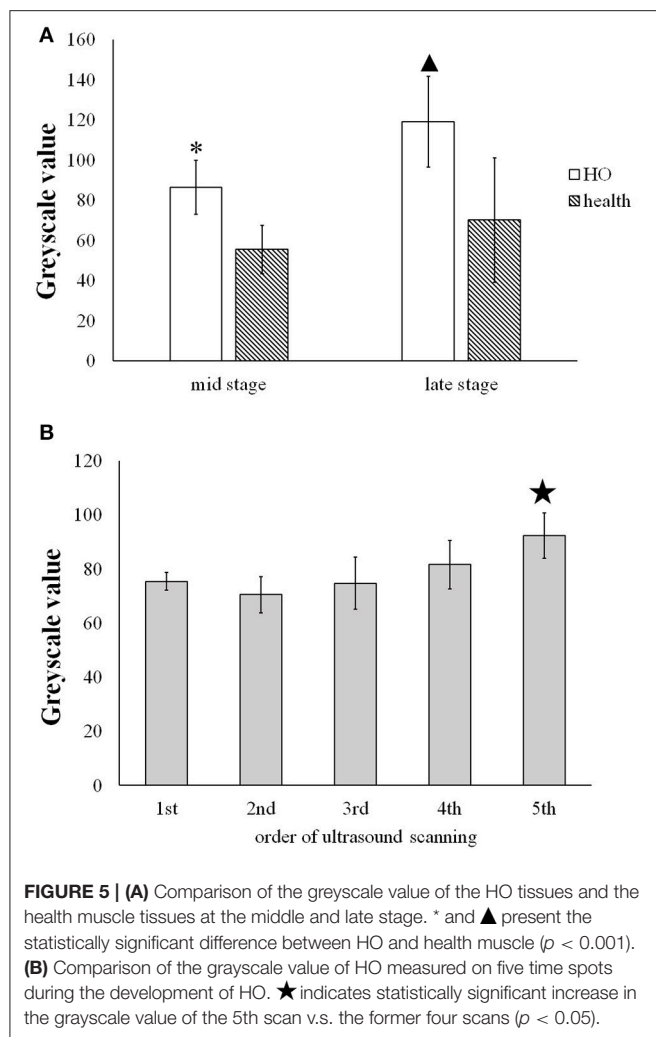 A
160
140
120
100
80
60
40
20
0
Greyscale value
*
▲
HO
health
mid stage
late stage
B
120
100
80
60
40
20
0
Greyscale value
★
1st 2nd 3rd 4th 5th
order of ultrasound scanning
FIGURE 5 | (A) Comparison of the greyscale value of the HO tissues and the
health muscle tissues at the middle and late stage. * and ▲ present the
statistically significant difference between HO and health muscle (p < 0.001).
(B) Comparison of the grayscale value of HO measured on five time spots
during the development of HO. ★ indicates statistically significant increase in
the grayscale value of the 5th scan v.s. the former four scans (p < 0.05).